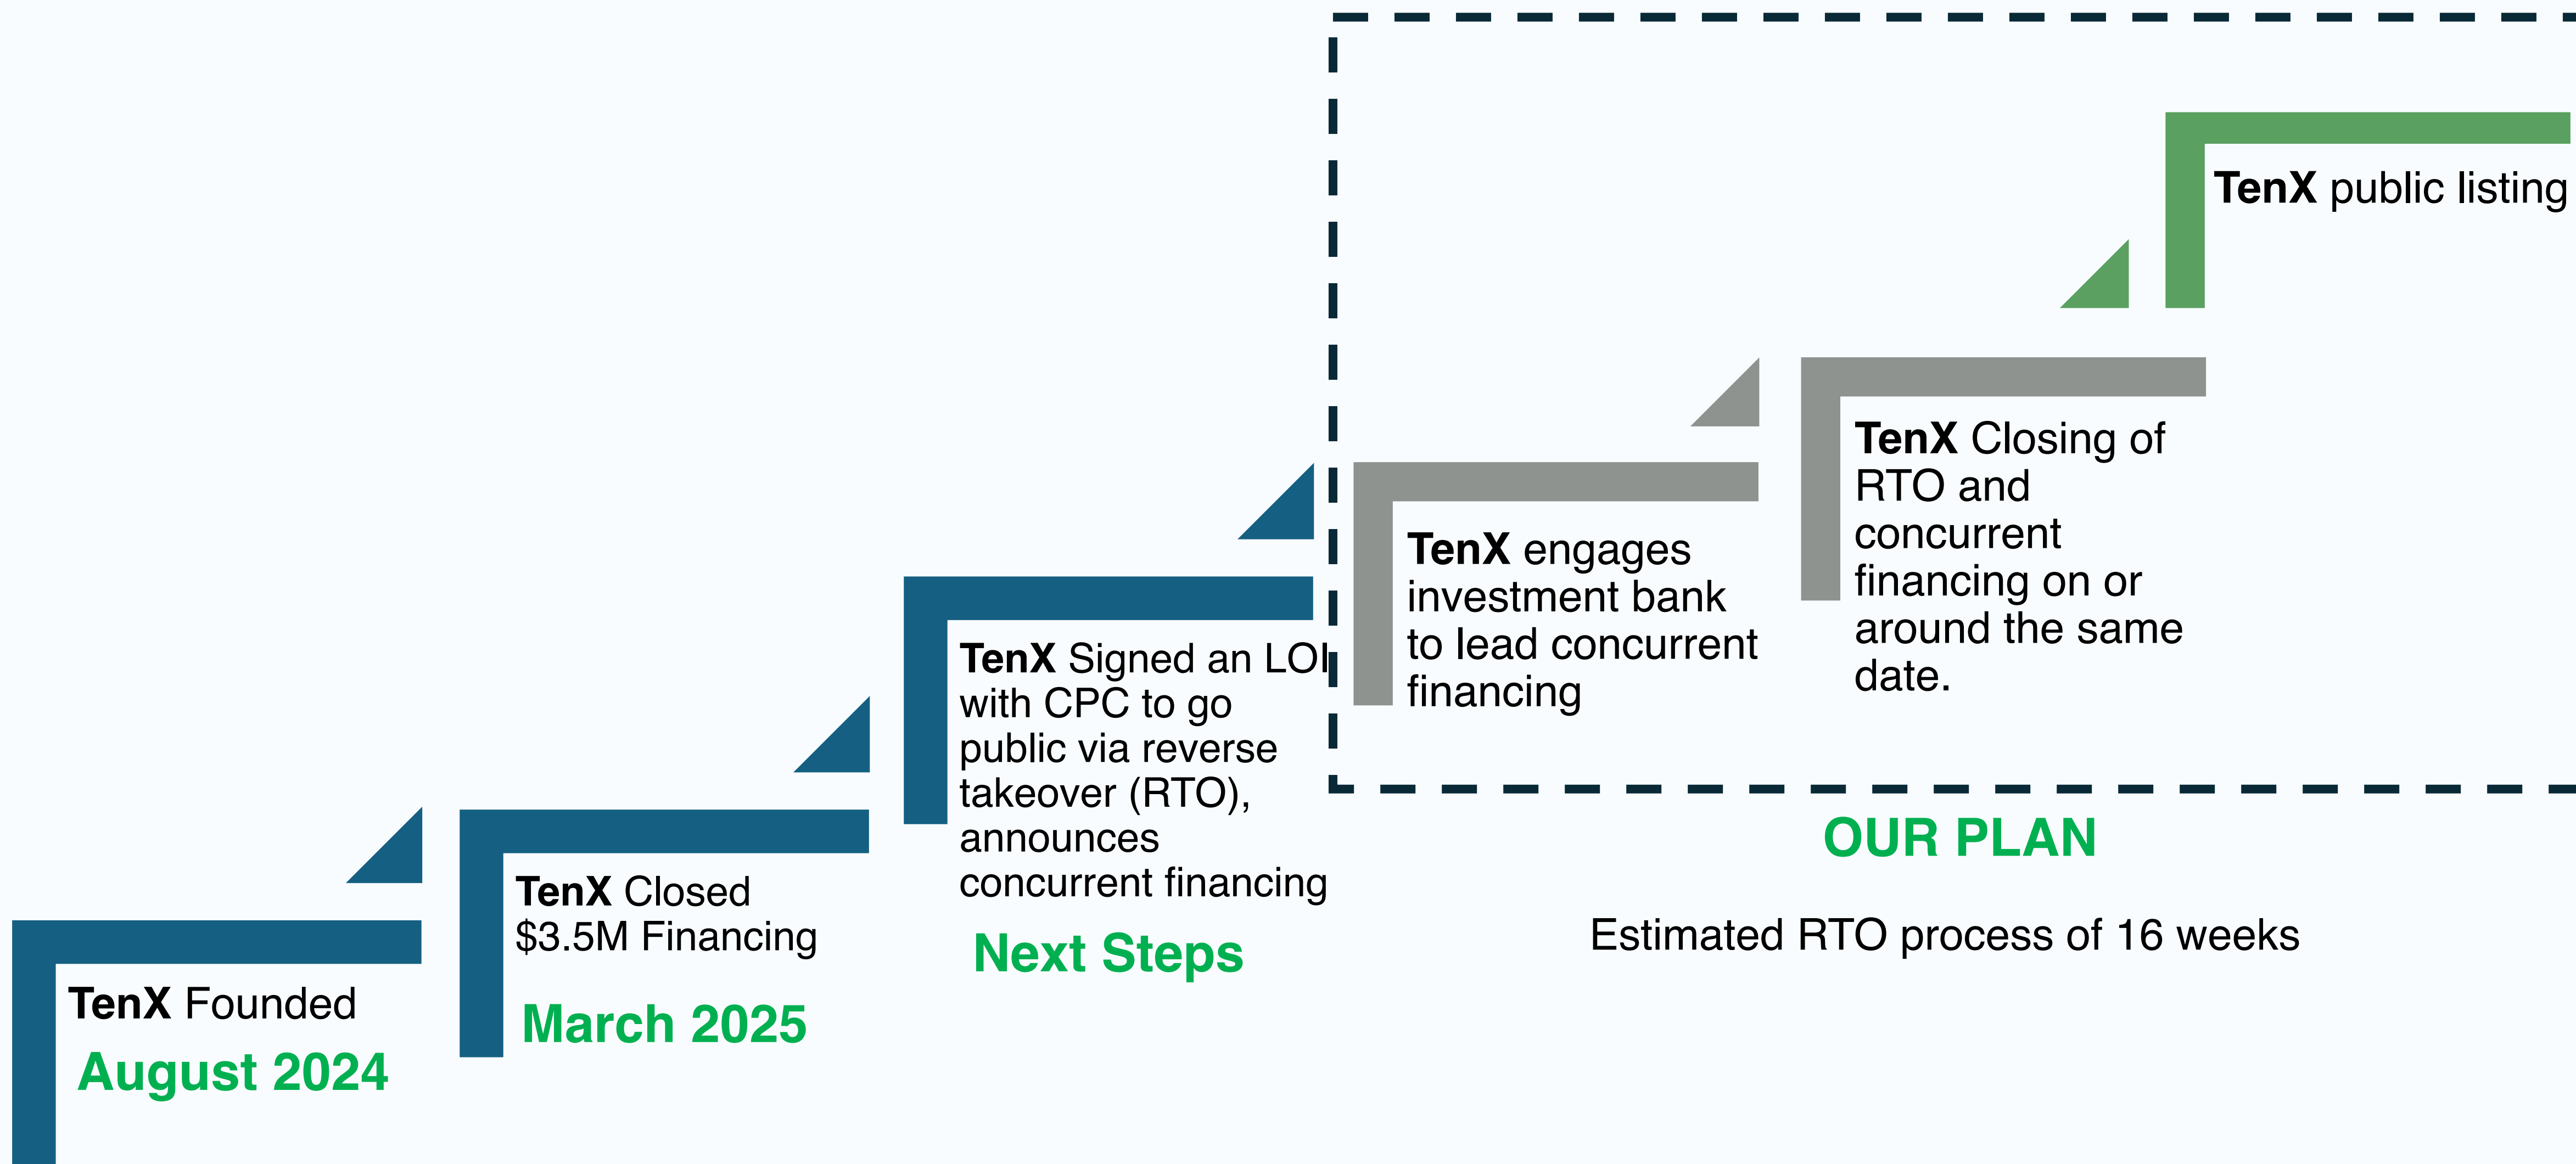 TenX Founded
August 2024
TenX Closed
$3.5M Financing
March 2025
TenX Signed an LOI
with CPC to go
public via reverse
takeover (RTO),
announces
concurrent financing
Next Steps
TenX engages
investment bank
to lead concurrent
financing
TenX Closing of
RTO and
concurrent
financing on or
around the same
date.
TenX public listing
OUR PLAN
Estimated RTO process of 16 weeks